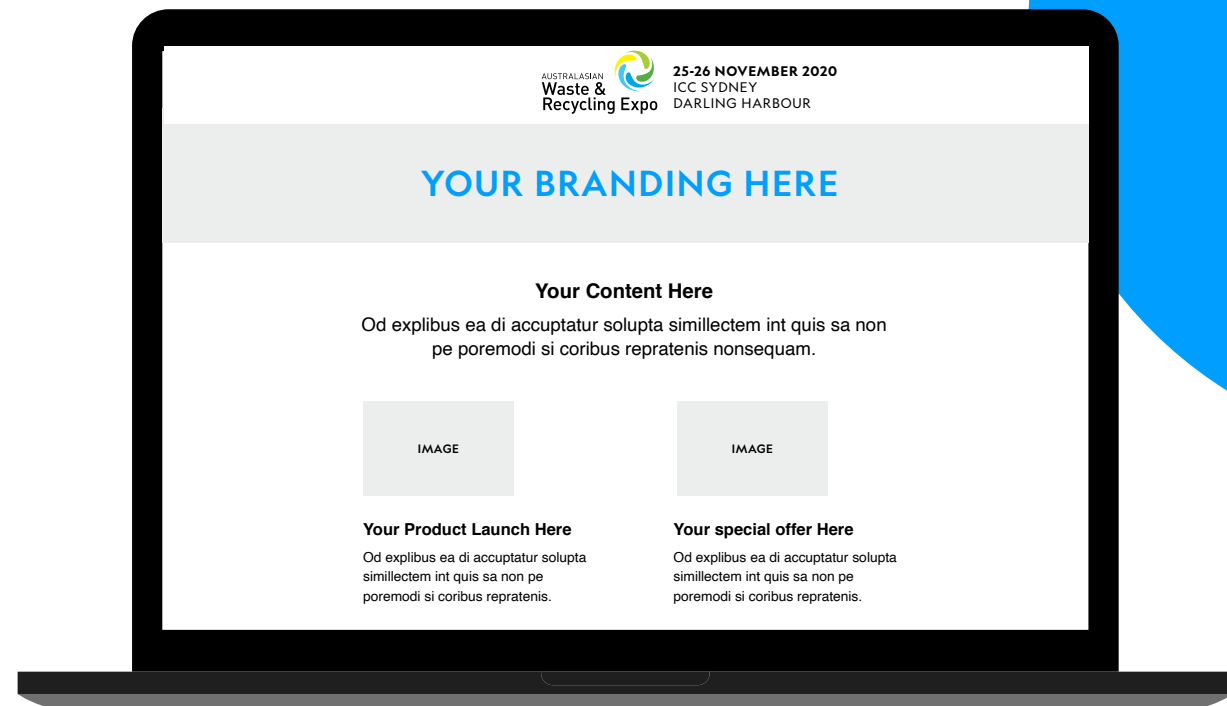 AUSTRALASIAN
Waste &
Recycling Expo
25-26 NOVEMBER 2020
ICC SYDNEY
DARLING HARBOUR
YOUR BRANDING HERE
Your Content Here
Od explibus ea di accuptatur solupta simillectem int quis sa non
pe poremodi si coribus repratenis nonsequam.
IMAGE
IMAGE
Your Product Launch Here
Od explibus ea di accuptatur solupta
simillectem int quis sa non pe
poremodi si coribus repratenis.
Your special offer Here
Od explibus ea di accuptatur solupta
simillectem int quis sa non pe
poremodi si coribus repratenis.